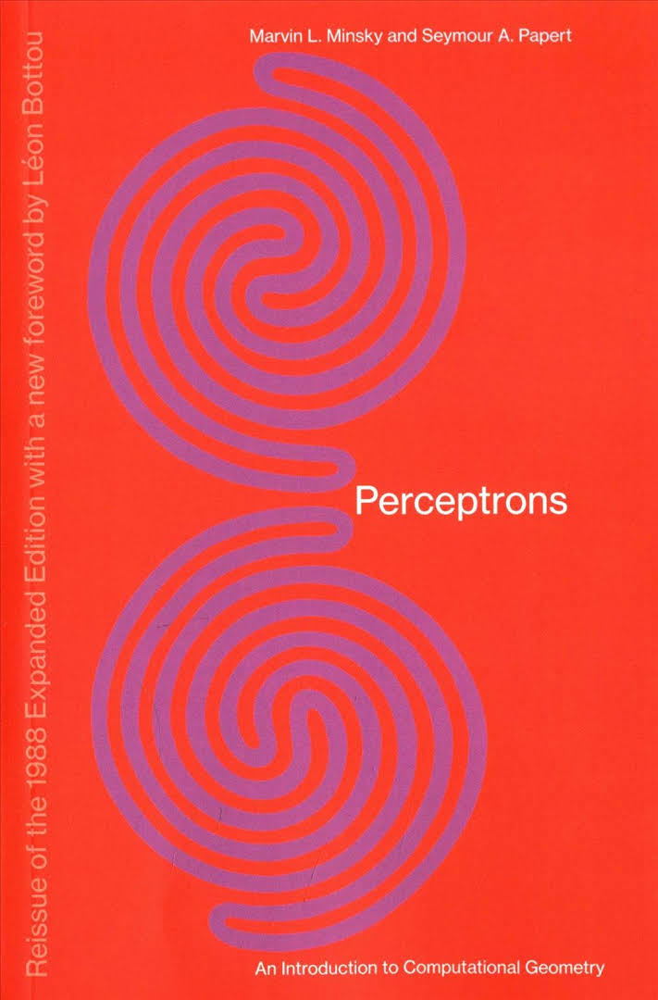 Marvin L. Minsky and Seymour A. Papert
Reissue of the 1988 Expanded Edition with a new foreword by Léon Bottou
Perceptrons
An Introduction to Computational Geometry